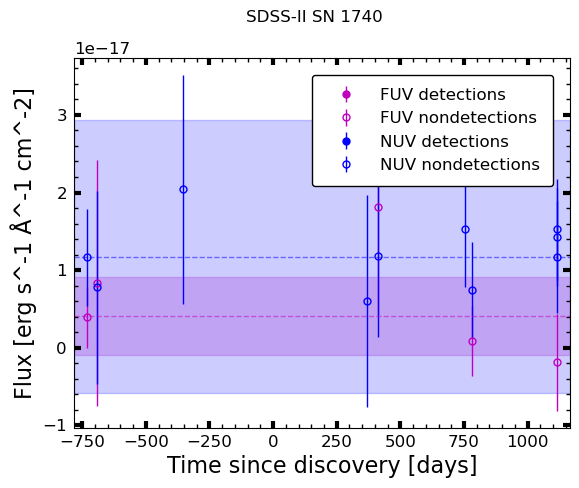 SDSS-II SN 1740
1e−17
FUV detections
FUV nondetections
NUV detections
NUV nondetections
3
2
1
0
−1
Flux [erg s^-1 Å^-1 cm^-2]
−750 −500 −250 0 250 500 750 1000
Time since discovery [days]